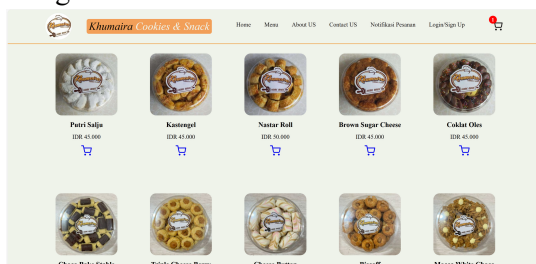 Khumaira Cookies & Snack
Home
Menu
About US
Contact US
Notifikasi Pesanan
Login/Sign Up
1
Putri Salju
Kastengel
Nastar Roll
Brown Sugar Cheese
Coklat Oles
IDR 45.000
IDR 45.000
IDR 50.000
IDR 45.000
IDR 45.000